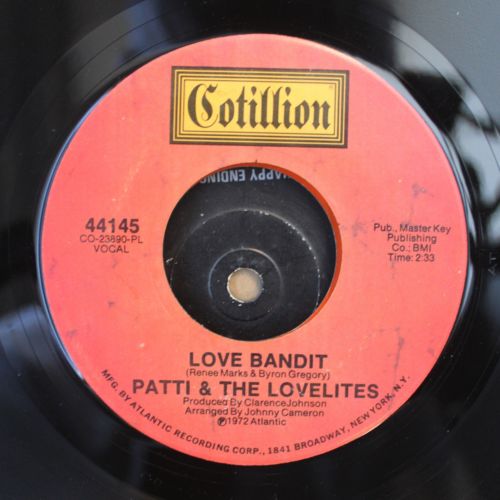 Cotillion
HAPPY ENDING
44145
CO-23890-PL
VOCAL
Pub., Master Key
Publishing
Co.; BMI
Time: 2:33
LOVE BANDIT
(Renee Marks & Byron Gregory)
PATTI & THE LOVELITES
Produced By Clarence Johnson
Arranged By Johnny Cameron
℗ 1972 Atlantic
MFG. BY ATLANTIC RECORDING CORP., 1841 BROADWAY, NEW YORK, N.Y.